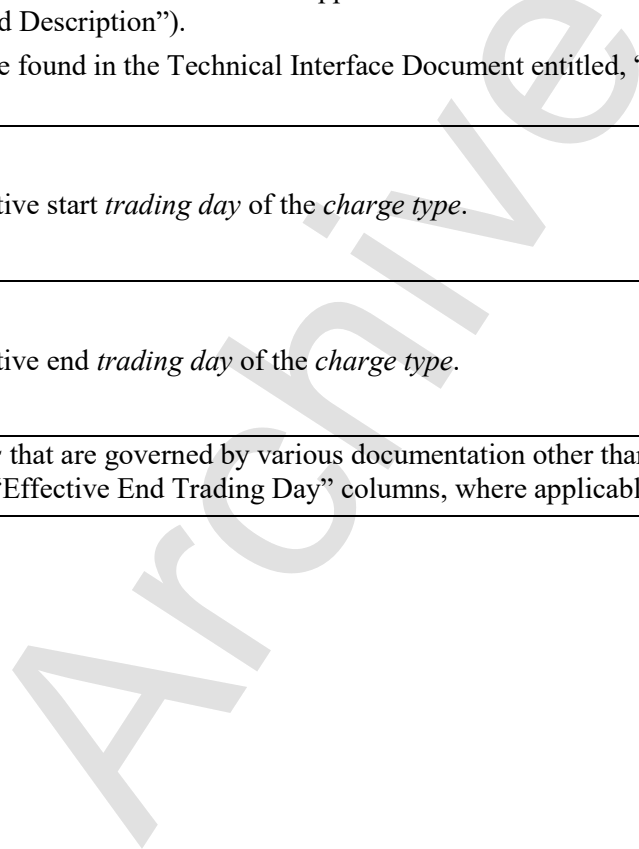 d Description”).
e found in the Technical Interface Document entitled, “
tive start trading day of the charge type.
tive end trading day of the charge type.
that are governed by various documentation other than
“Effective End Trading Day” columns, where applicabl
Archive